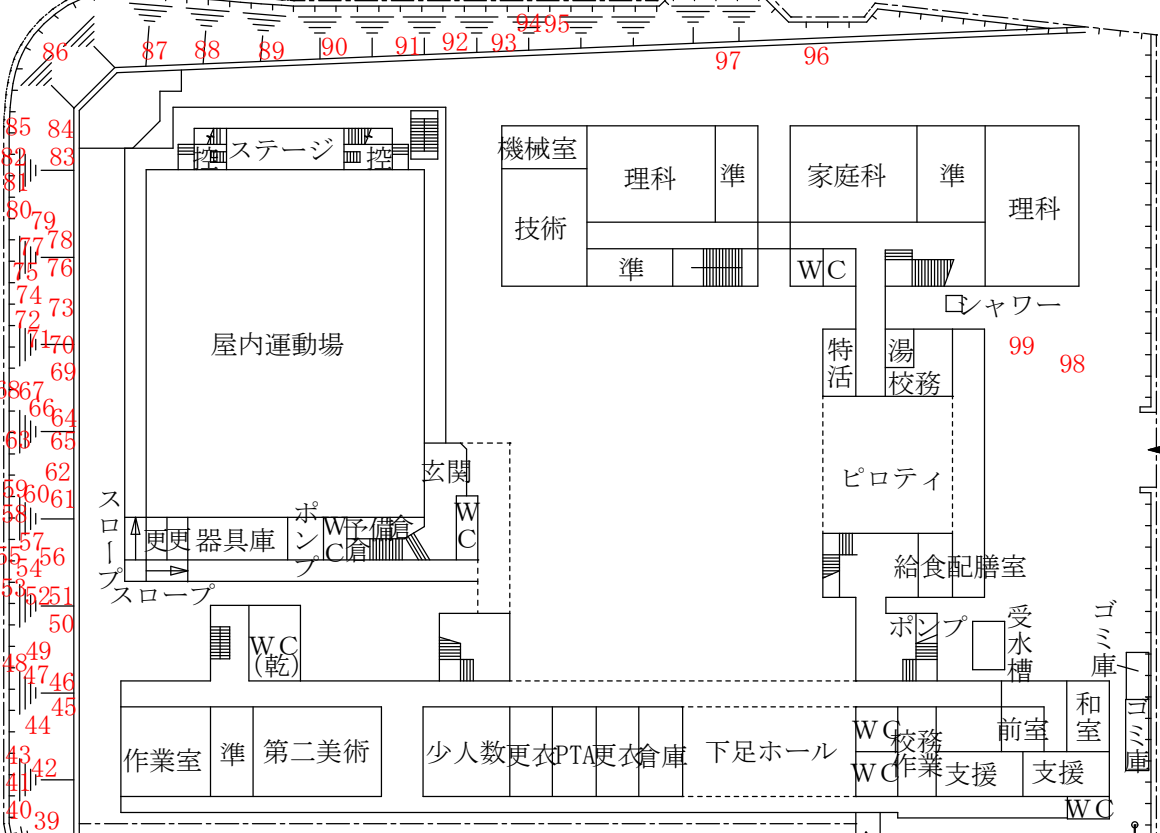 94 95
86 87 88 89 90 91 92 93
97 96
85 84
82 83
81
80 79
77 78
75 76
74 73
72
71 70
69
68 67
66 64
63 65
62
59 60 61
58
57
55 56
54
53 52 51
50
49
48 47 46
45
44
43 42
41
40 39
99 98
控 ステージ 控
屋内運動場
玄関
スロープ
更 更 器具庫 ポンプ WC 予備倉 倉 WC
スロープ
機械室 理科 準 家庭科 準
技術 理科
準 WC
シャワー
特活 湯
校務
ピロティ
給食配膳室
ポンプ 受水槽 ゴミ庫
WC
(乾)
ゴミ庫
作業室 準 第二美術 少人数 更衣 PTA 更衣 倉庫 下足ホール WC 校務作業 前室 和室
WC 支援 支援
WC